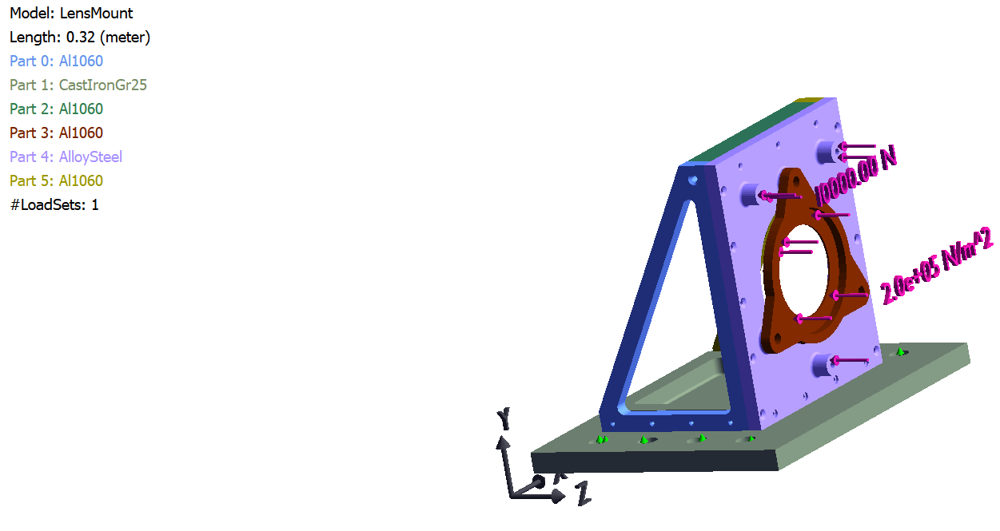 Model: LensMount
Length: 0.32 (meter)
Part 0: Al1060
Part 1: CastIronGr25
Part 2: Al1060
Part 3: Al1060
Part 4: AlloySteel
Part 5: Al1060
#LoadSets: 1
10000.00 N
2.0e+05 N/m^2
Y
X
Z